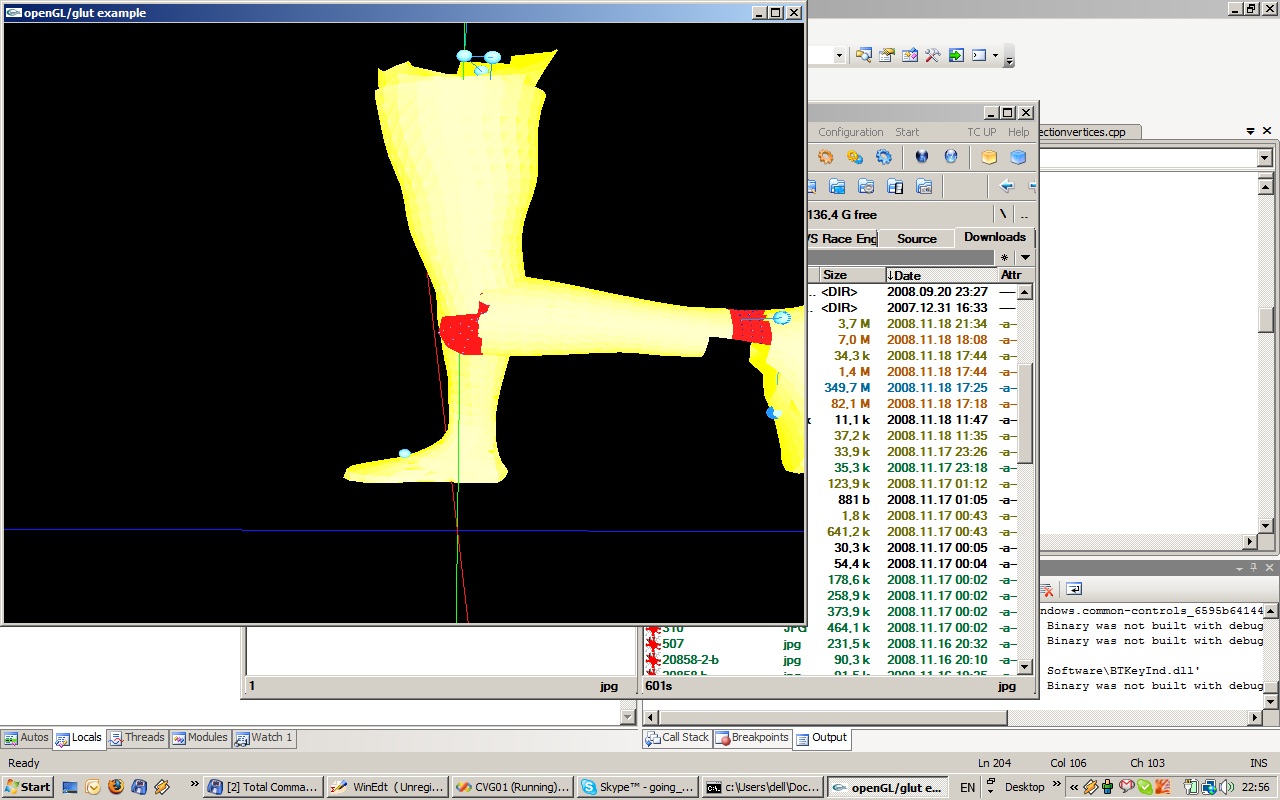 openGL/glut example
Configuration Start TC UP Help
ectionvertices.cpp
136,4 G free \ ..
VS Race Eng Source Downloads
* 
Size ↓Date Attr
<DIR> 2008.09.20 23:27 —
<DIR> 2007.12.31 16:33 —
3,7 M 2008.11.18 21:34 -a-
7,0 M 2008.11.18 18:08 -a-
34,3 k 2008.11.18 17:44 -a-
1,4 M 2008.11.18 17:44 -a-
349,7 M 2008.11.18 17:25 -a-
82,1 M 2008.11.18 17:18 -a-
11,1 k 2008.11.18 11:47 -a-
37,2 k 2008.11.18 11:35 -a-
33,9 k 2008.11.17 23:26 -a-
35,3 k 2008.11.17 23:18 -a-
123,9 k 2008.11.17 01:12 -a-
881 b 2008.11.17 01:05 -a-
1,8 k 2008.11.17 00:43 -a-
641,2 k 2008.11.17 00:43 -a-
30,3 k 2008.11.17 00:05 -a-
54,4 k 2008.11.17 00:04 -a-
178,6 k 2008.11.17 00:02 -a-
258,9 k 2008.11.17 00:02 -a-
373,9 k 2008.11.17 00:02 -a-
310 JPG 464,1 k 2008.11.17 00:02 -a-
507 jpg 231,5 k 2008.11.16 20:32 -a-
20858-2-b jpg 90,3 k 2008.11.16 20:10 -a-
1 jpg
601s jpg
ndows.common-controls_6595b64144
Binary was not built with debug
Binary was not built with debug
Software\BTKeyInd.dll'
Binary was not built with debug
Autos Locals Threads Modules Watch 1
Call Stack Breakpoints Output
Ready Ln 204 Col 106 Ch 103 INS
Start » [2] Total Comma... WinEdt (Unregi... CVG01 (Running)... Skype™ - going_... c:\Users\dell\Doc... openGL/glut e... EN Desktop » « 22:56